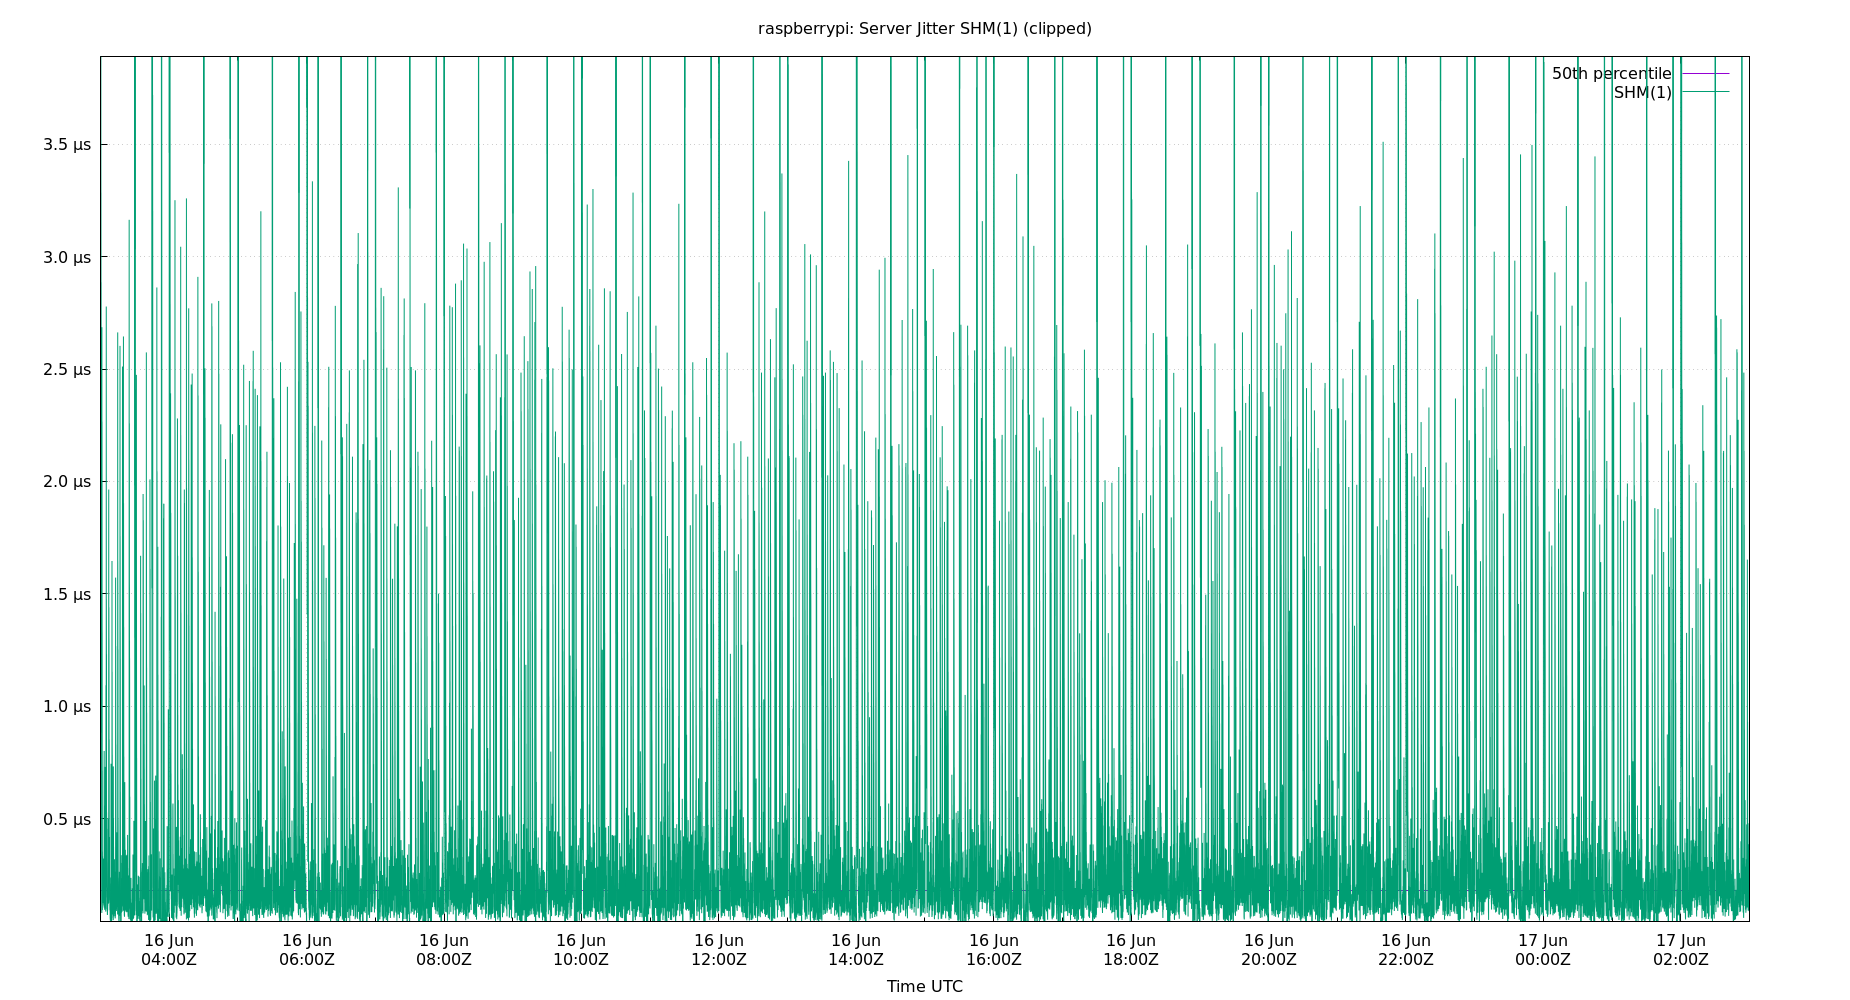 raspberrypi: Server Jitter SHM(1) (clipped)
50th percentile
SHM(1)
3.5 µs
3.0 µs
2.5 µs
2.0 µs
1.5 µs
1.0 µs
0.5 µs
16 Jun 16 Jun 16 Jun 16 Jun 16 Jun 16 Jun 16 Jun 16 Jun 16 Jun 16 Jun 17 Jun 17 Jun
04:00Z 06:00Z 08:00Z 10:00Z 12:00Z 14:00Z 16:00Z 18:00Z 20:00Z 22:00Z 00:00Z 02:00Z
Time UTC